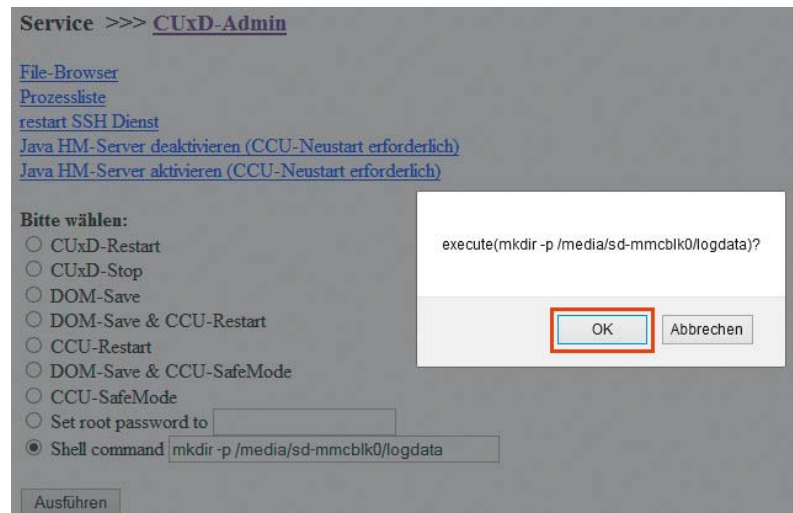 Service >>> CUxD-Admin
File-Browser
Prozessliste
restart SSH Dienst
Java HM-Server deaktivieren (CCU-Neustart erforderlich)
Java HM-Server aktivieren (CCU-Neustart erforderlich)
Bitte wählen:
CUxD-Restart
CUxD-Stop
DOM-Save
DOM-Save & CCU-Restart
CCU-Restart
DOM-Save & CCU-SafeMode
CCU-SafeMode
Set root password to
Shell command mkdir -p /media/sd-mmcblk0/logdata
Ausführen
execute(mkdir -p /media/sd-mmcblk0/logdata)?
OK Abbrechen